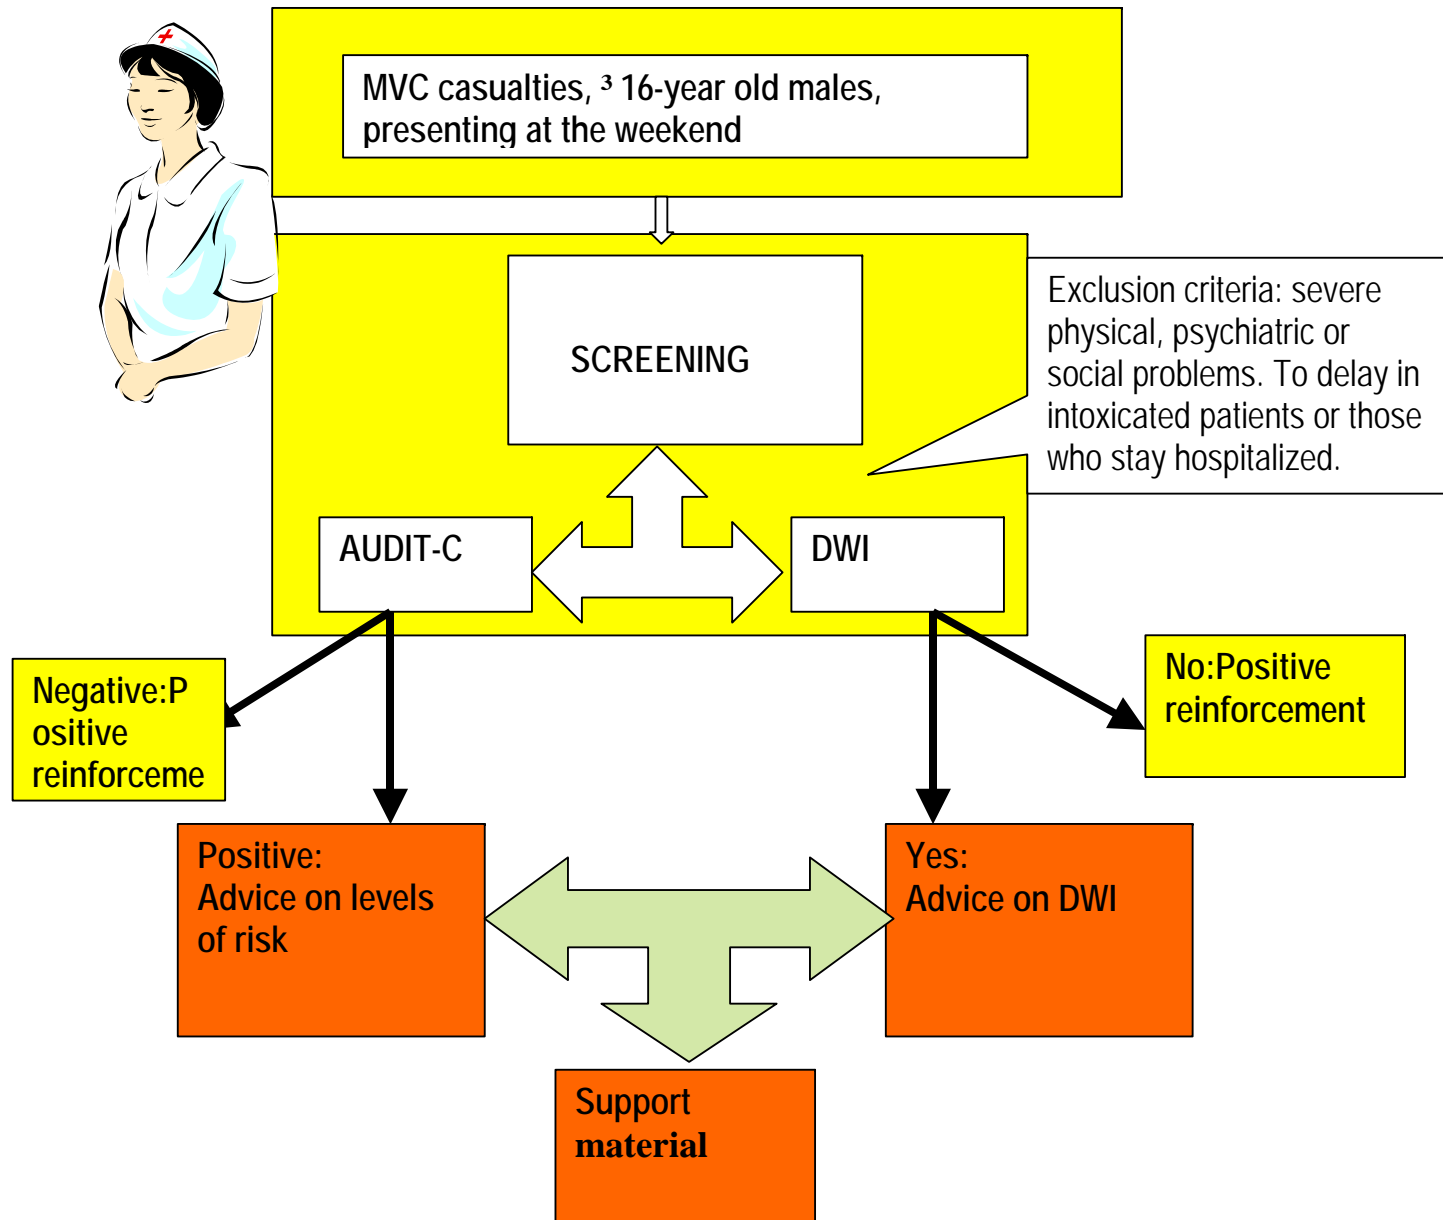 MVC casualties, ³ 16-year old males,
presenting at the weekend
SCREENING
Exclusion criteria: severe
physical, psychiatric or
social problems. To delay in
intoxicated patients or those
who stay hospitalized.
AUDIT-C
DWI
Negative:P
ositive
reinforceme
No:Positive
reinforcement
Positive:
Advice on levels
of risk
Yes:
Advice on DWI
Support
material